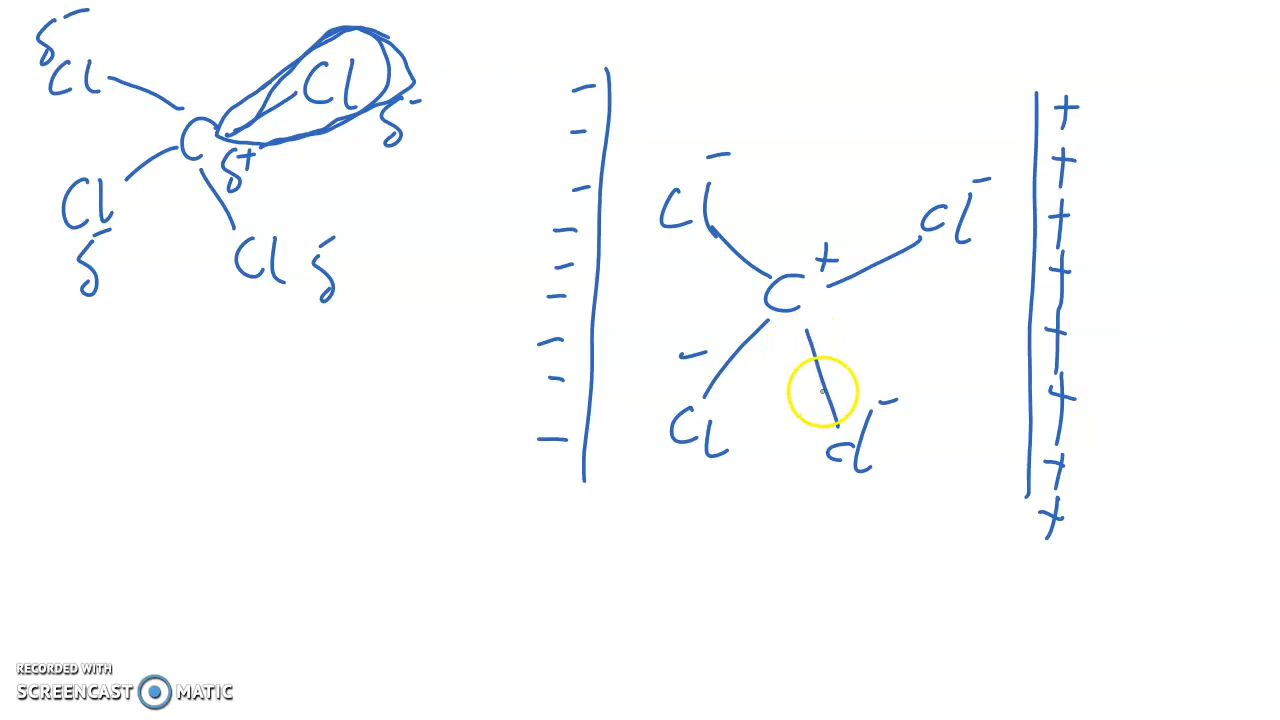 δ⁻
Cl
Cl
δ⁻
C
δ⁺
Cl
δ⁻
Cl δ⁻
−
−
−
−
−
−
−
−
−
Cl⁻
Cl⁻
C⁺
−
Cl
Cl⁻
+
+
+
+
+
+
+
+
RECORDED WITH
SCREENCAST MATIC